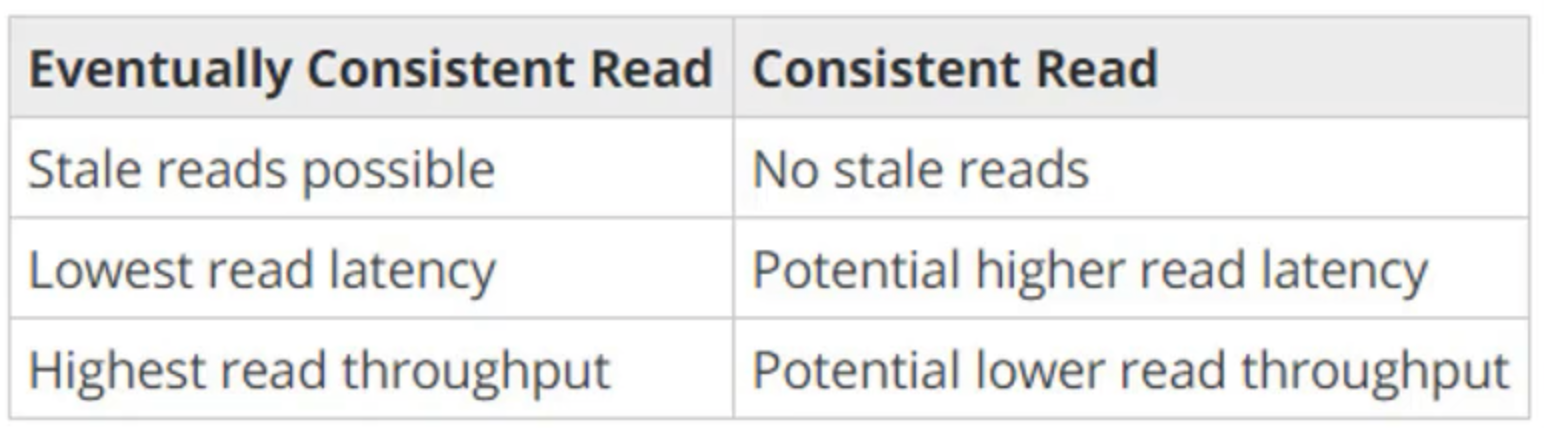 Eventually Consistent Read Consistent Read
Stale reads possible No stale reads
Lowest read latency Potential higher read latency
Highest read throughput Potential lower read throughput